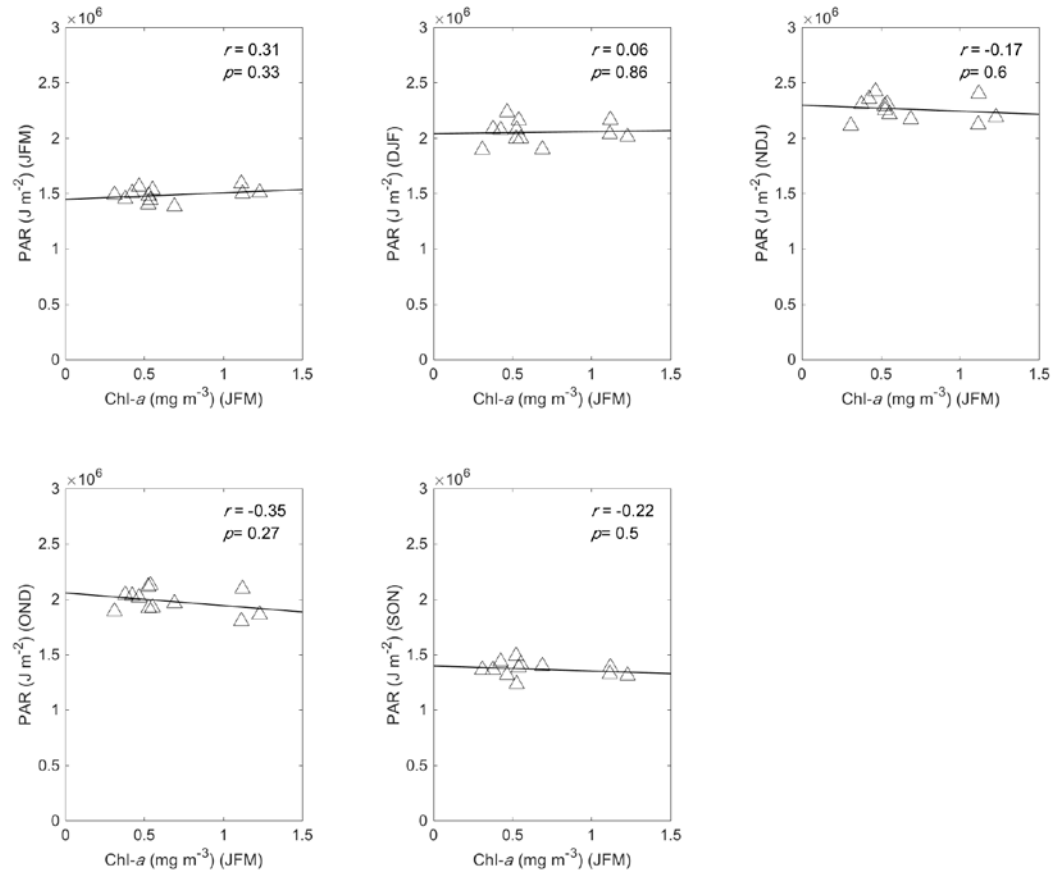 ×10⁶
r = 0.31
p= 0.33
3
2.5
2
1.5
1
0.5
0
PAR (J m⁻²) (JFM)
0 0.5 1 1.5
Chl-a (mg m⁻³) (JFM)
×10⁶
r = 0.06
p= 0.86
3
2.5
2
1.5
1
0.5
0
PAR (J m⁻²) (DJF)
0 0.5 1 1.5
Chl-a (mg m⁻³) (JFM)
×10⁶
r = -0.17
p= 0.6
3
2.5
2
1.5
1
0.5
0
PAR (J m⁻²) (NDJ)
0 0.5 1 1.5
Chl-a (mg m⁻³) (JFM)
×10⁶
r = -0.35
p= 0.27
3
2.5
2
1.5
1
0.5
0
PAR (J m⁻²) (OND)
0 0.5 1 1.5
Chl-a (mg m⁻³) (JFM)
×10⁶
r = -0.22
p= 0.5
3
2.5
2
1.5
1
0.5
0
PAR (J m⁻²) (SON)
0 0.5 1 1.5
Chl-a (mg m⁻³) (JFM)